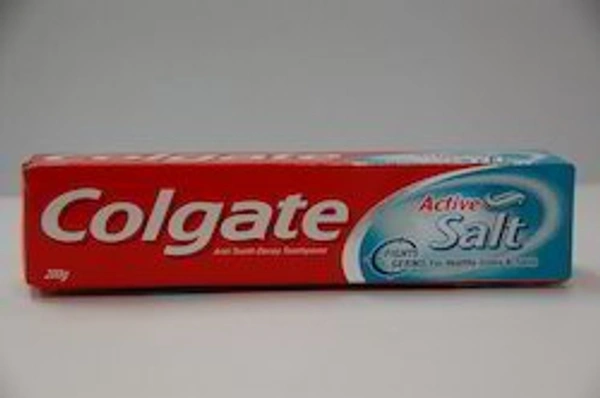 Colgate
Anti Tooth-Decay Toothpaste
200g
Active
Salt
FIGHTS
GERMS For Healthy Gums & Teeth